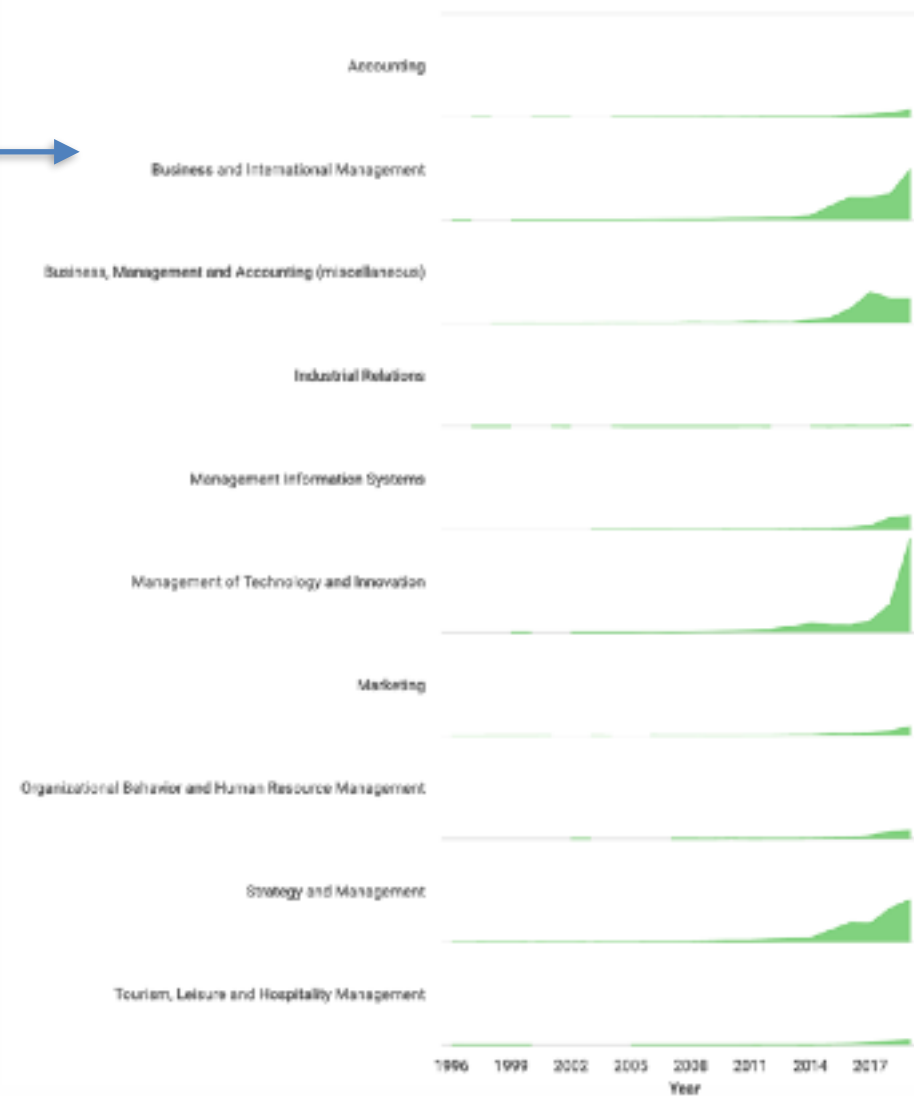 Accounting
Business and International Management
Business, Management and Accounting (miscellaneous)
Industrial Relations
Management Information Systems
Management of Technology and Innovation
Marketing
Organizational Behavior and Human Resource Management
Strategy and Management
Tourism, Leisure and Hospitality Management
1996 1999 2002 2005 2008 2011 2014 2017
Year